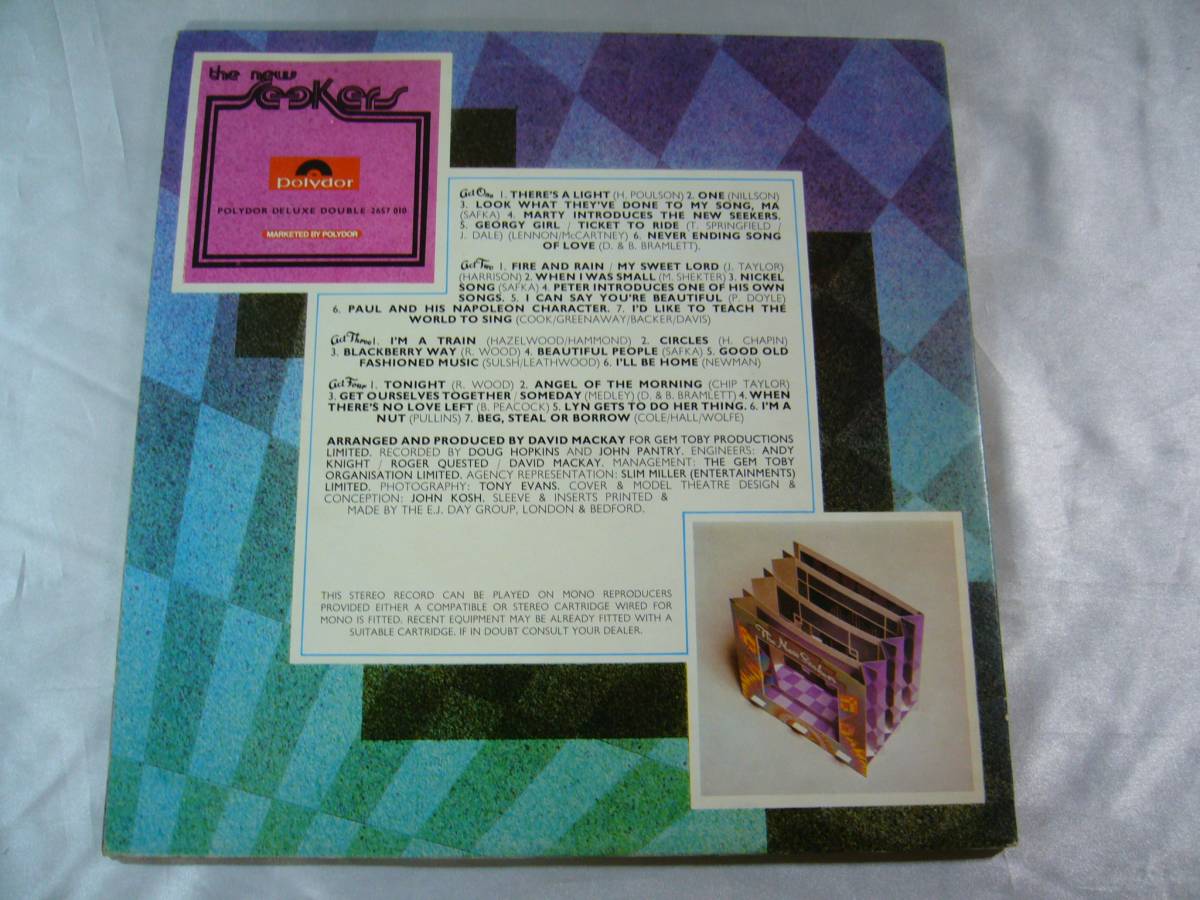 the new
Seekers
polydor
POLYDOR DELUXE DOUBLE 2657 010
MARKETED BY POLYDOR
Act One 1. THERE'S A LIGHT (H. POULSON) 2. ONE (NILLSON)
3. LOOK WHAT THEY'VE DONE TO MY SONG, MA
(SAFKA) 4. MARTY INTRODUCES THE NEW SEEKERS.
5. GEORGY GIRL / TICKET TO RIDE (T. SPRINGFIELD /
J. DALE) (LENNON/McCARTNEY) 6. NEVER ENDING SONG
OF LOVE (D. & B. BRAMLETT).
Act Two 1. FIRE AND RAIN / MY SWEET LORD (J. TAYLOR)
(HARRISON) 2. WHEN I WAS SMALL (M. SHEKTER) 3. NICKEL
SONG (SAFKA) 4. PETER INTRODUCES ONE OF HIS OWN
SONGS. 5. I CAN SAY YOU'RE BEAUTIFUL (P. DOYLE)
6. PAUL AND HIS NAPOLEON CHARACTER. 7. I'D LIKE TO TEACH THE
WORLD TO SING (COOK/GREENAWAY/BACKER/DAVIS)
Act Three 1. I'M A TRAIN (HAZELWOOD/HAMMOND) 2. CIRCLES (H. CHAPIN)
3. BLACKBERRY WAY (R. WOOD) 4. BEAUTIFUL PEOPLE (SAFKA) 5. GOOD OLD
FASHIONED MUSIC (SULSH/LEATHWOOD) 6. I'LL BE HOME (NEWMAN)
Act Four 1. TONIGHT (R. WOOD) 2. ANGEL OF THE MORNING (CHIP TAYLOR)
3. GET OURSELVES TOGETHER / SOMEDAY (MEDLEY) (D. & B. BRAMLETT) 4. WHEN
THERE'S NO LOVE LEFT (B. PEACOCK) 5. LYN GETS TO DO HER THING. 6. I'M A
NUT (PULLINS) 7. BEG, STEAL OR BORROW (COLE/HALL/WOLFE)
ARRANGED AND PRODUCED BY DAVID MACKAY FOR GEM TOBY PRODUCTIONS
LIMITED. RECORDED BY DOUG HOPKINS AND JOHN PANTRY. ENGINEERS: ANDY
KNIGHT / ROGER QUESTED / DAVID MACKAY. MANAGEMENT: THE GEM TOBY
ORGANISATION LIMITED. AGENCY REPRESENTATION: SLIM MILLER (ENTERTAINMENTS)
LIMITED. PHOTOGRAPHY: TONY EVANS. COVER & MODEL THEATRE DESIGN &
CONCEPTION: JOHN KOSH. SLEEVE & INSERTS PRINTED &
MADE BY THE E.J. DAY GROUP, LONDON & BEDFORD.
THIS STEREO RECORD CAN BE PLAYED ON MONO REPRODUCERS
PROVIDED EITHER A COMPATIBLE OR STEREO CARTRIDGE WIRED FOR
MONO IS FITTED. RECENT EQUIPMENT MAY BE ALREADY FITTED WITH A
SUITABLE CARTRIDGE. IF IN DOUBT CONSULT YOUR DEALER.
The New Seekers